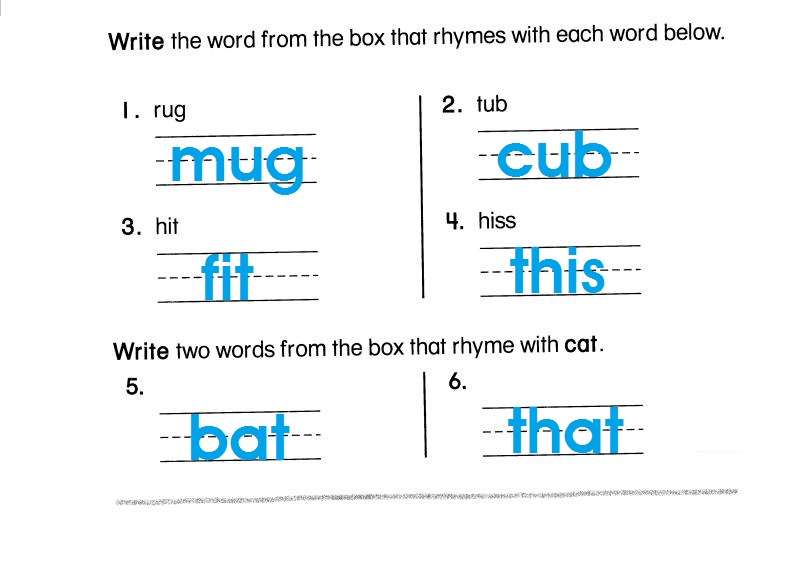 Write the word from the box that rhymes with each word below.
1. rug
mug
2. tub
cub
3. hit
fit
4. hiss
this
Write two words from the box that rhyme with cat.
5.
bat
6.
that